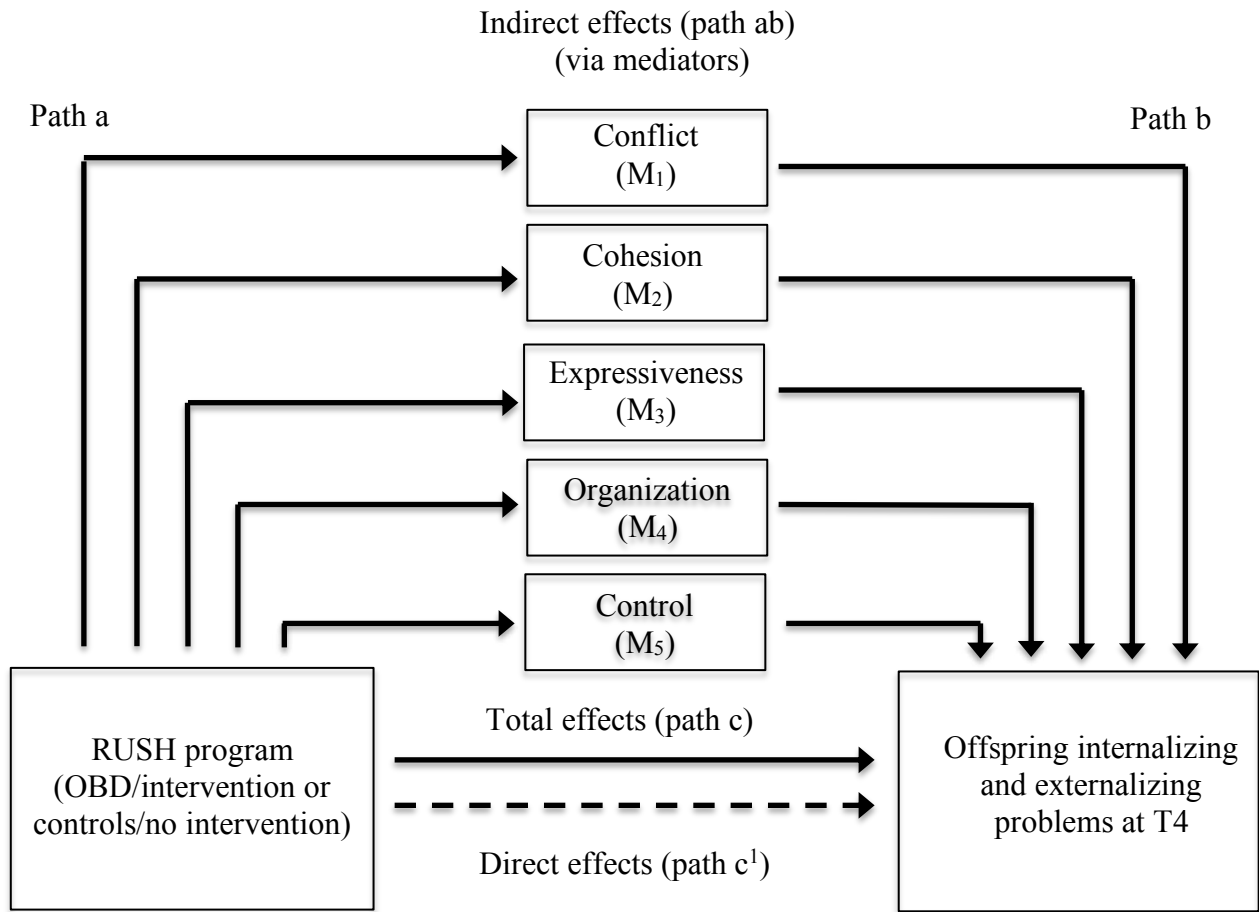 Indirect effects (path ab)
(via mediators)
Path a
Path b
Conflict
(M₁)
Cohesion
(M₂)
Expressiveness
(M₃)
Organization
(M₄)
Control
(M₅)
RUSH program
(OBD/intervention or
controls/no intervention)
Total effects (path c)
Direct effects (path c¹)
Offspring internalizing
and externalizing
problems at T4